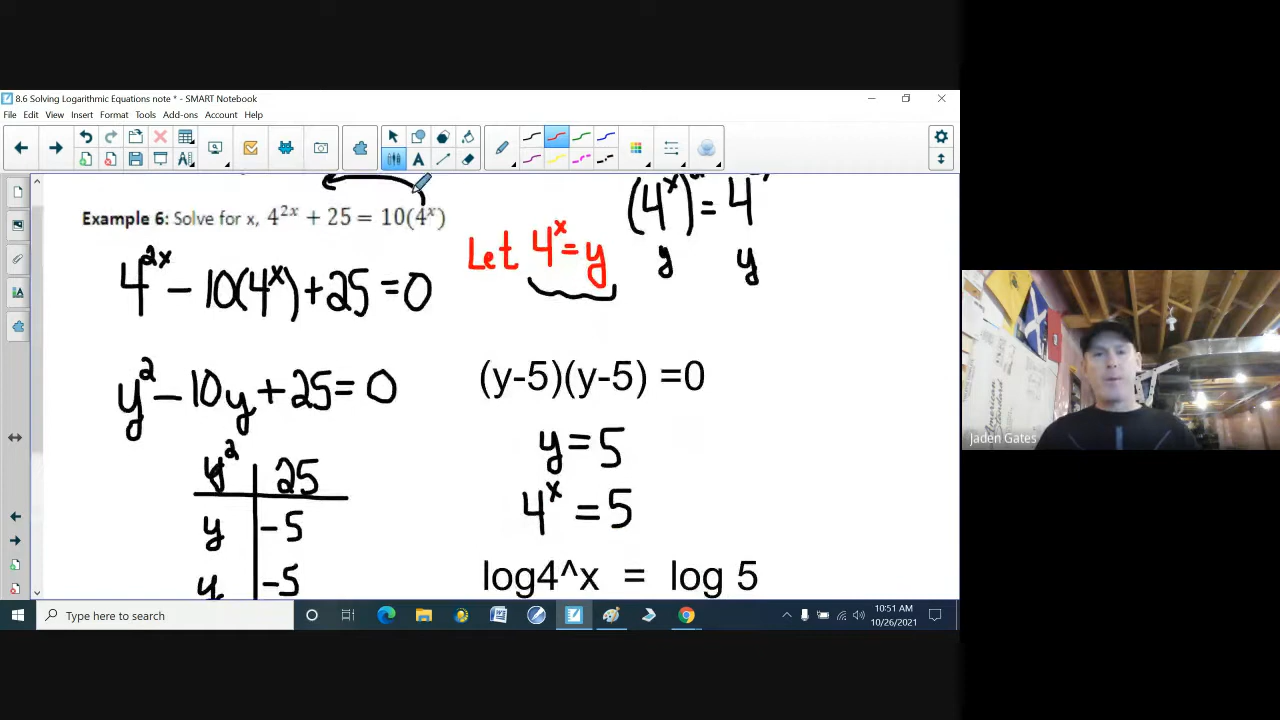 8.6 Solving Logarithmic Equations note * - SMART Notebook
File Edit View Insert Format Tools Add-ons Account Help
(4^x) = 4
Example 6: Solve for x, 4^{2x} + 25 = 10(4^x)
Let 4^x = y
y y
4^{2x} - 10(4^x) + 25 = 0
(y-5)(y-5) =0
y^2 - 10y + 25 = 0
y = 5
y^2 25
4^x = 5
y -5
y -5
log4^x = log 5
Jaden Gates
Type here to search
10:51 AM
10/26/2021